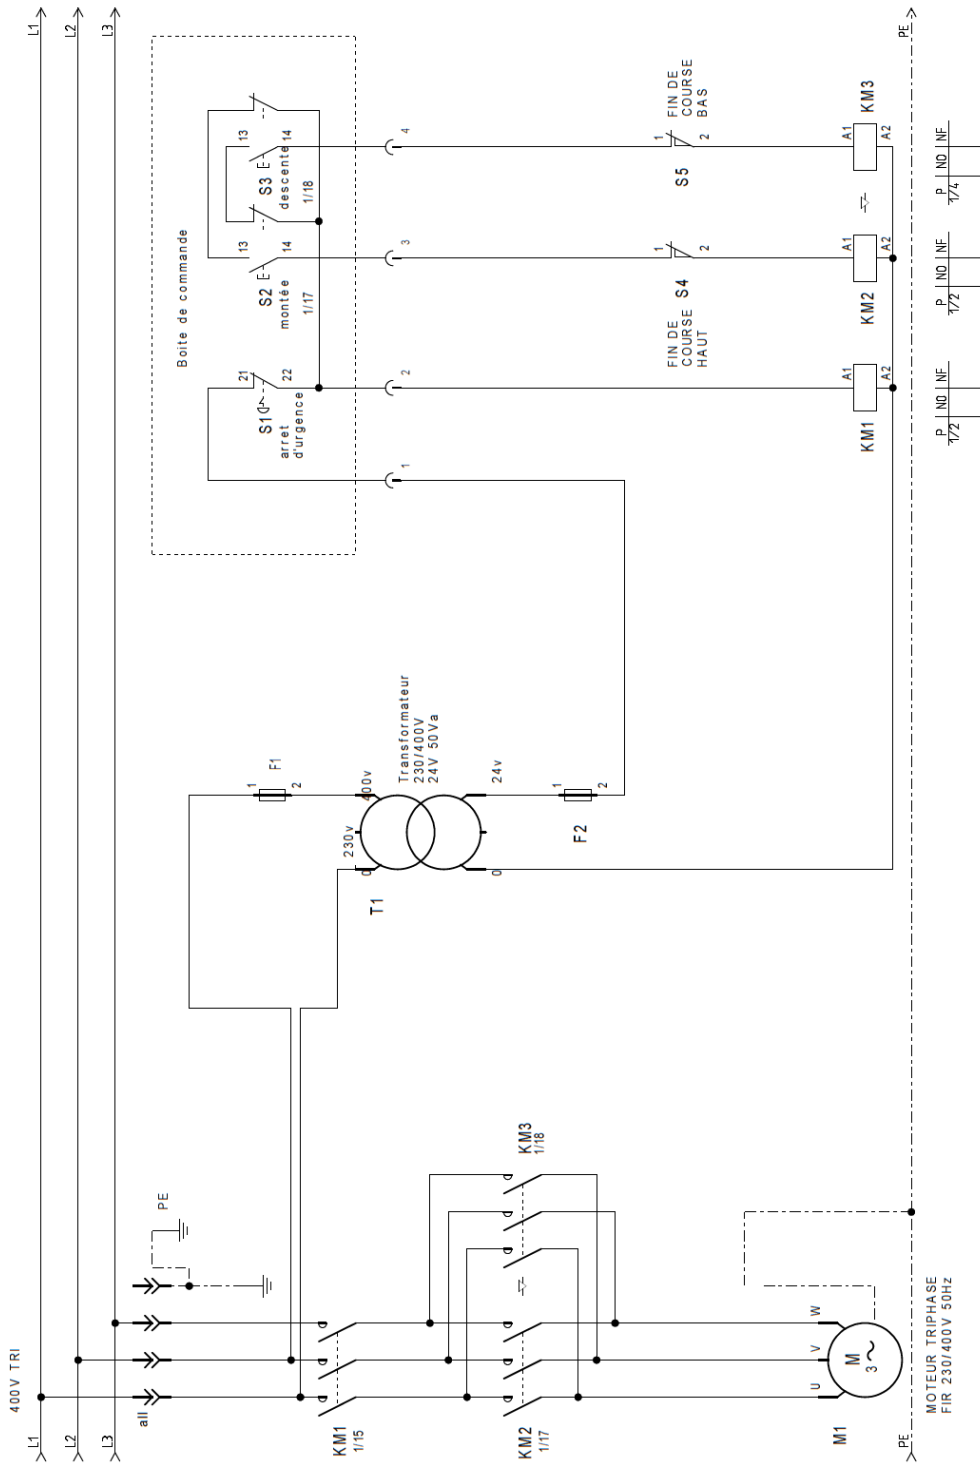 400V TRI
L1
L2
L3
L1
L2
L3
all
PE
KM1
1/15
KM2
1/17
KM3
1/18
U
V
W
M
3
M1
MOTEUR TRIPHASE
FIR 230/400V 50Hz
PE
PE
F1
1
2
230v
400v
0
T1
Transformateur
230/400V
24V 50Va
24v
0
F2
1
2
Boite de commande
S1
arret
d'urgence
21
22
S2
montée
1/17
13
14
S3
descente
1/18
13
14
1
2
3
4
FIN DE
COURSE
HAUT
S4
1
2
FIN DE
COURSE
BAS
S5
1
2
KM1
A1
A2
KM2
A1
A2
KM3
A1
A2
P NO NF
1/2
P NO NF
1/2
P NO NF
1/4